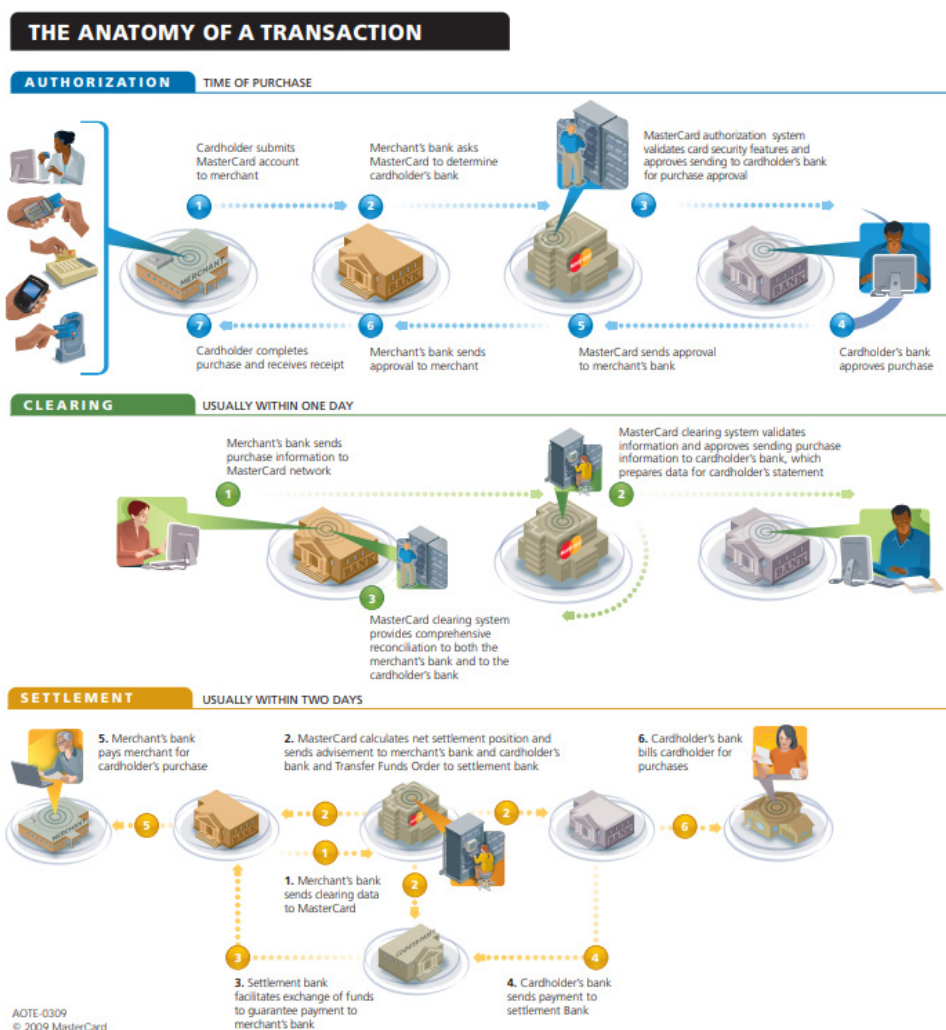 THE ANATOMY OF A TRANSACTION
AUTHORIZATION
TIME OF PURCHASE
Cardholder submits
MasterCard account
to merchant
Merchant's bank asks
MasterCard to determine
cardholder's bank
MasterCard authorization system
validates card security features and
approves sending to cardholder's bank
for purchase approval
1
2
3
MERCHANT
BANK
BANK
7
6
5
4
Cardholder completes
purchase and receives receipt
Merchant's bank sends
approval to merchant
MasterCard sends approval
to merchant's bank
Cardholder's bank
approves purchase
CLEARING
USUALLY WITHIN ONE DAY
Merchant's bank sends
purchase information to
MasterCard network
MasterCard clearing system validates
information and approves sending purchase
information to cardholder's bank, which
prepares data for cardholder's statement
1
2
BANK
BANK
3
MasterCard clearing system
provides comprehensive
reconciliation to both the
merchant's bank and to the
cardholder's bank
SETTLEMENT
USUALLY WITHIN TWO DAYS
5. Merchant's bank
pays merchant for
cardholder's purchase
2. MasterCard calculates net settlement position and
sends advisement to merchant's bank and cardholder's
bank and Transfer Funds Order to settlement bank
6. Cardholder's bank
bills cardholder for
purchases
MERCHANT
5
BANK
2
2
BANK
6
1
1. Merchant's bank
sends clearing data
to MasterCard
2
3
4
3. Settlement bank
facilitates exchange of funds
to guarantee payment to
merchant's bank
4. Cardholder's bank
sends payment to
settlement Bank
AOTE-0309
© 2009 MasterCard